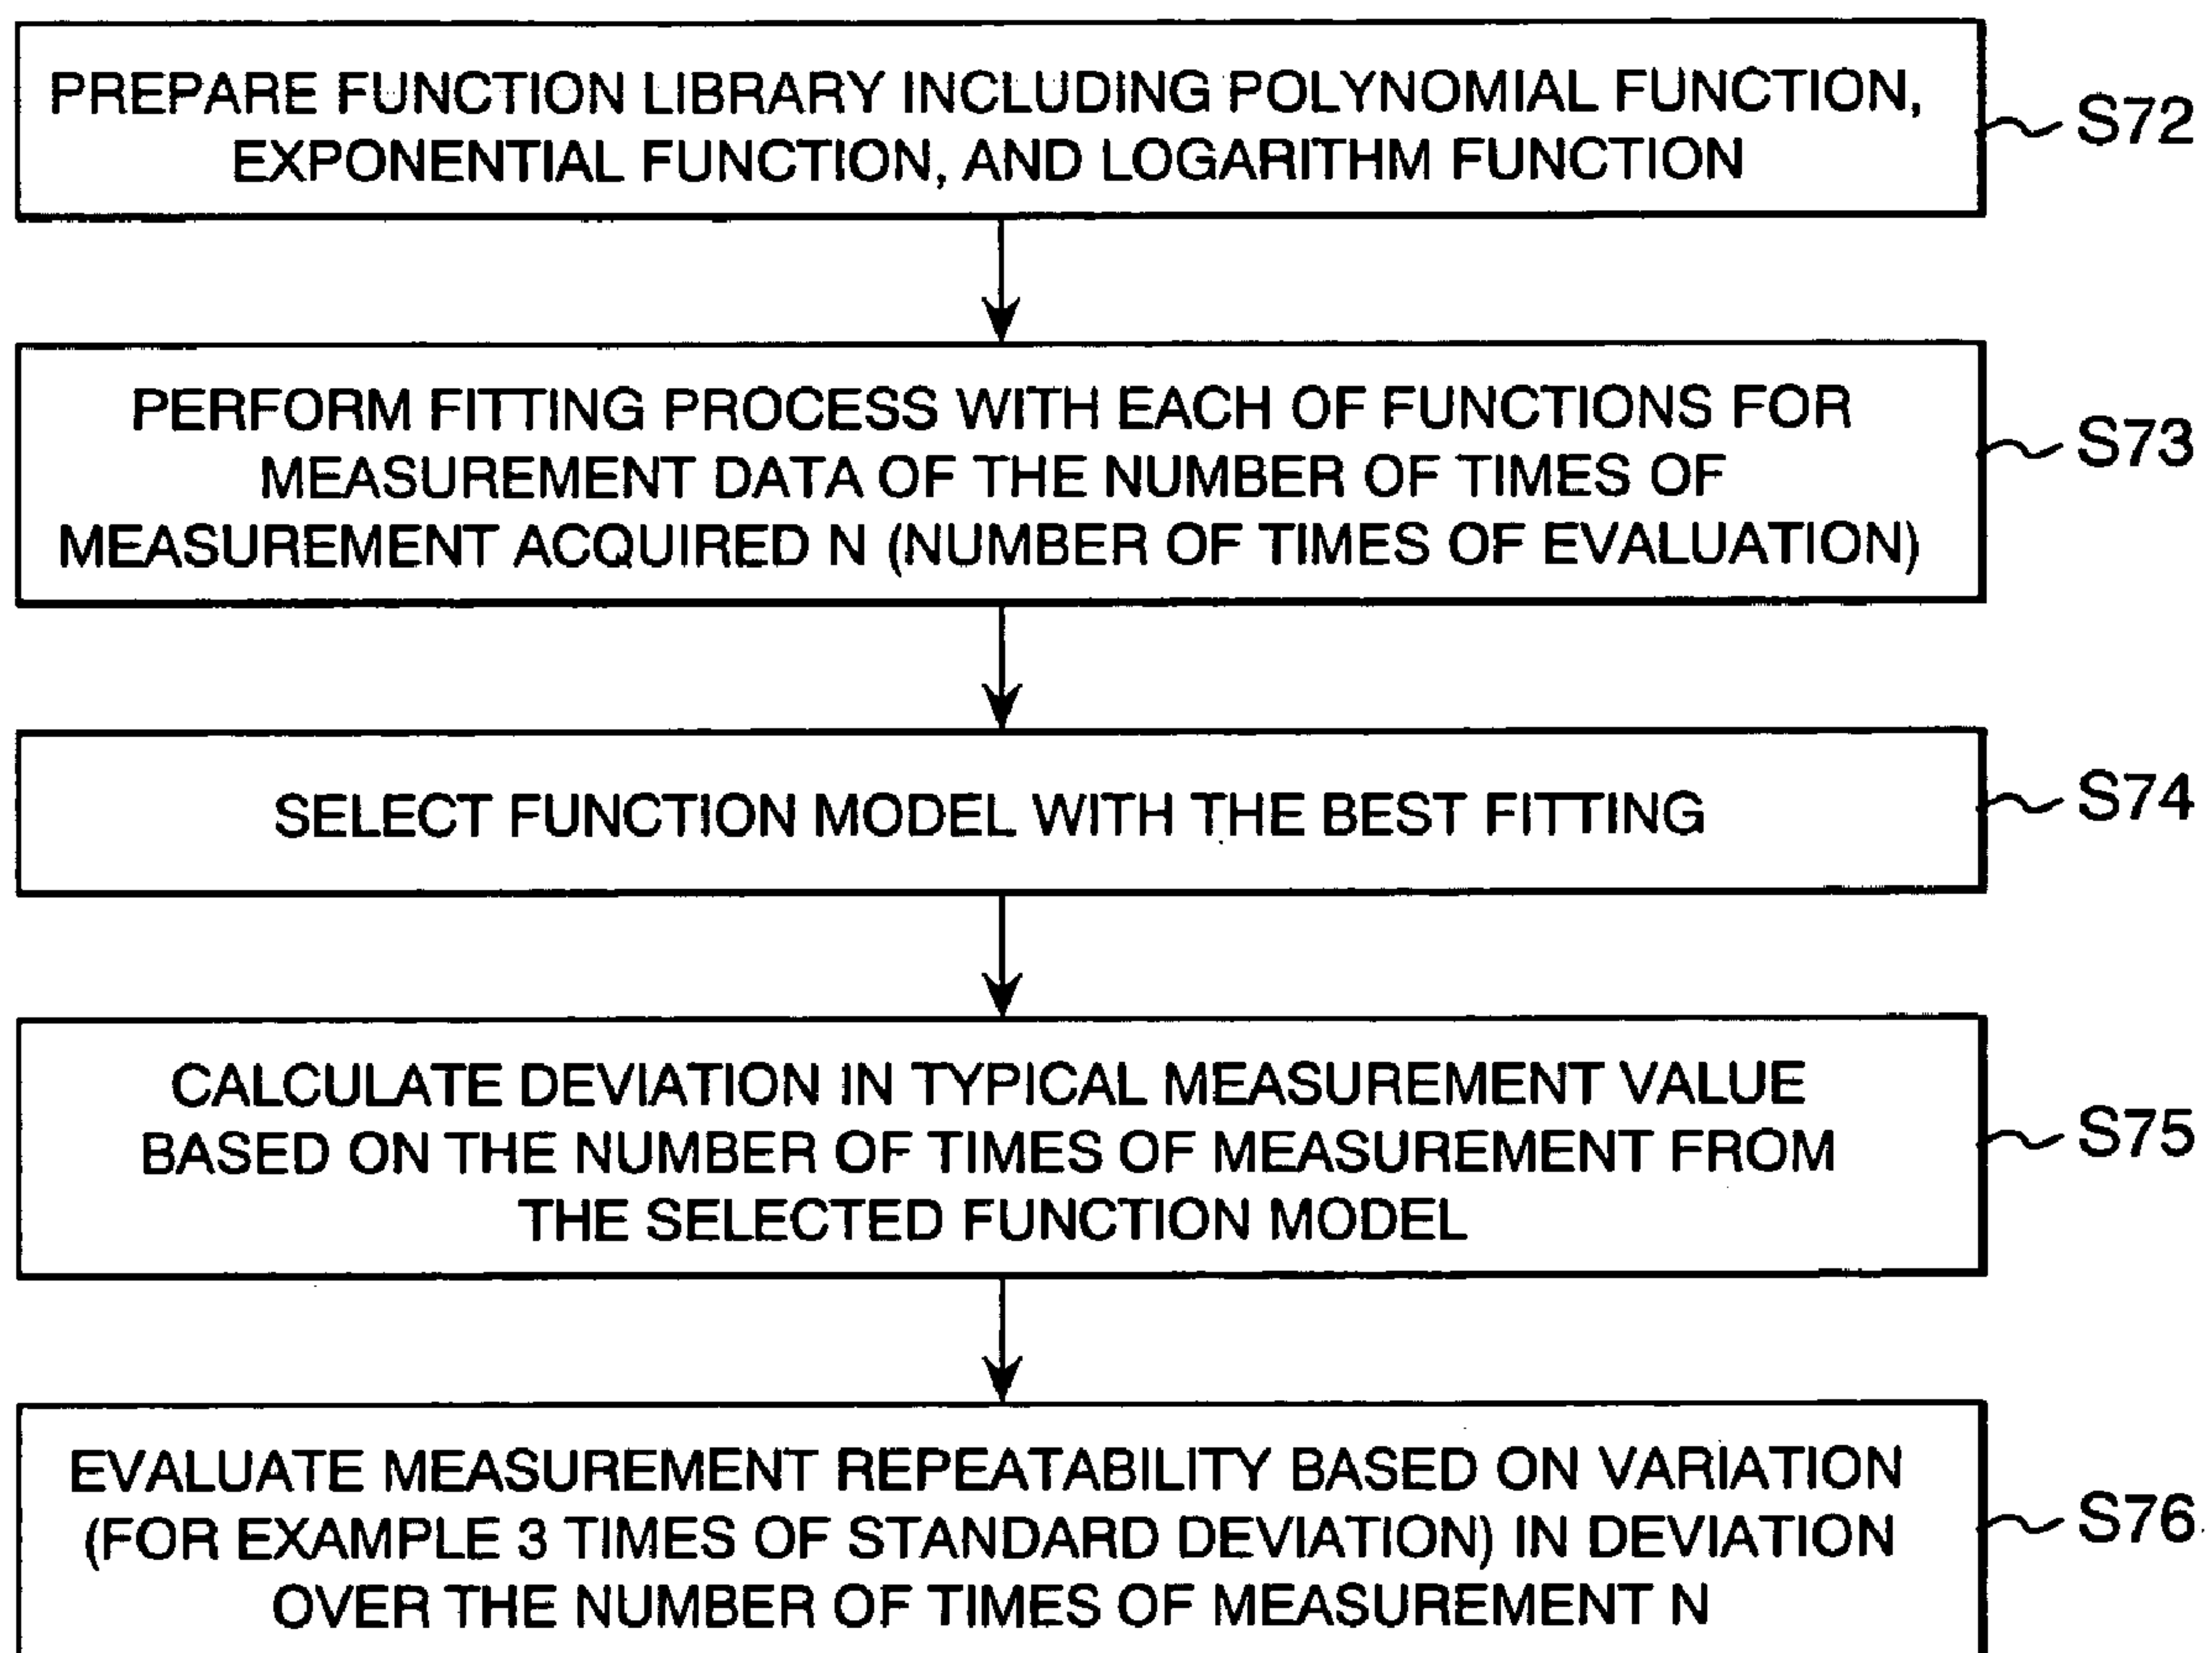 PREPARE FUNCTION LIBRARY INCLUDING POLYNOMIAL FUNCTION,
EXPONENTIAL FUNCTION, AND LOGARITHM FUNCTION
S72
PERFORM FITTING PROCESS WITH EACH OF FUNCTIONS FOR
MEASUREMENT DATA OF THE NUMBER OF TIMES OF
MEASUREMENT ACQUIRED N (NUMBER OF TIMES OF EVALUATION)
S73
SELECT FUNCTION MODEL WITH THE BEST FITTING
S74
CALCULATE DEVIATION IN TYPICAL MEASUREMENT VALUE
BASED ON THE NUMBER OF TIMES OF MEASUREMENT FROM
THE SELECTED FUNCTION MODEL
S75
EVALUATE MEASUREMENT REPEATABILITY BASED ON VARIATION
(FOR EXAMPLE 3 TIMES OF STANDARD DEVIATION) IN DEVIATION
OVER THE NUMBER OF TIMES OF MEASUREMENT N
S76